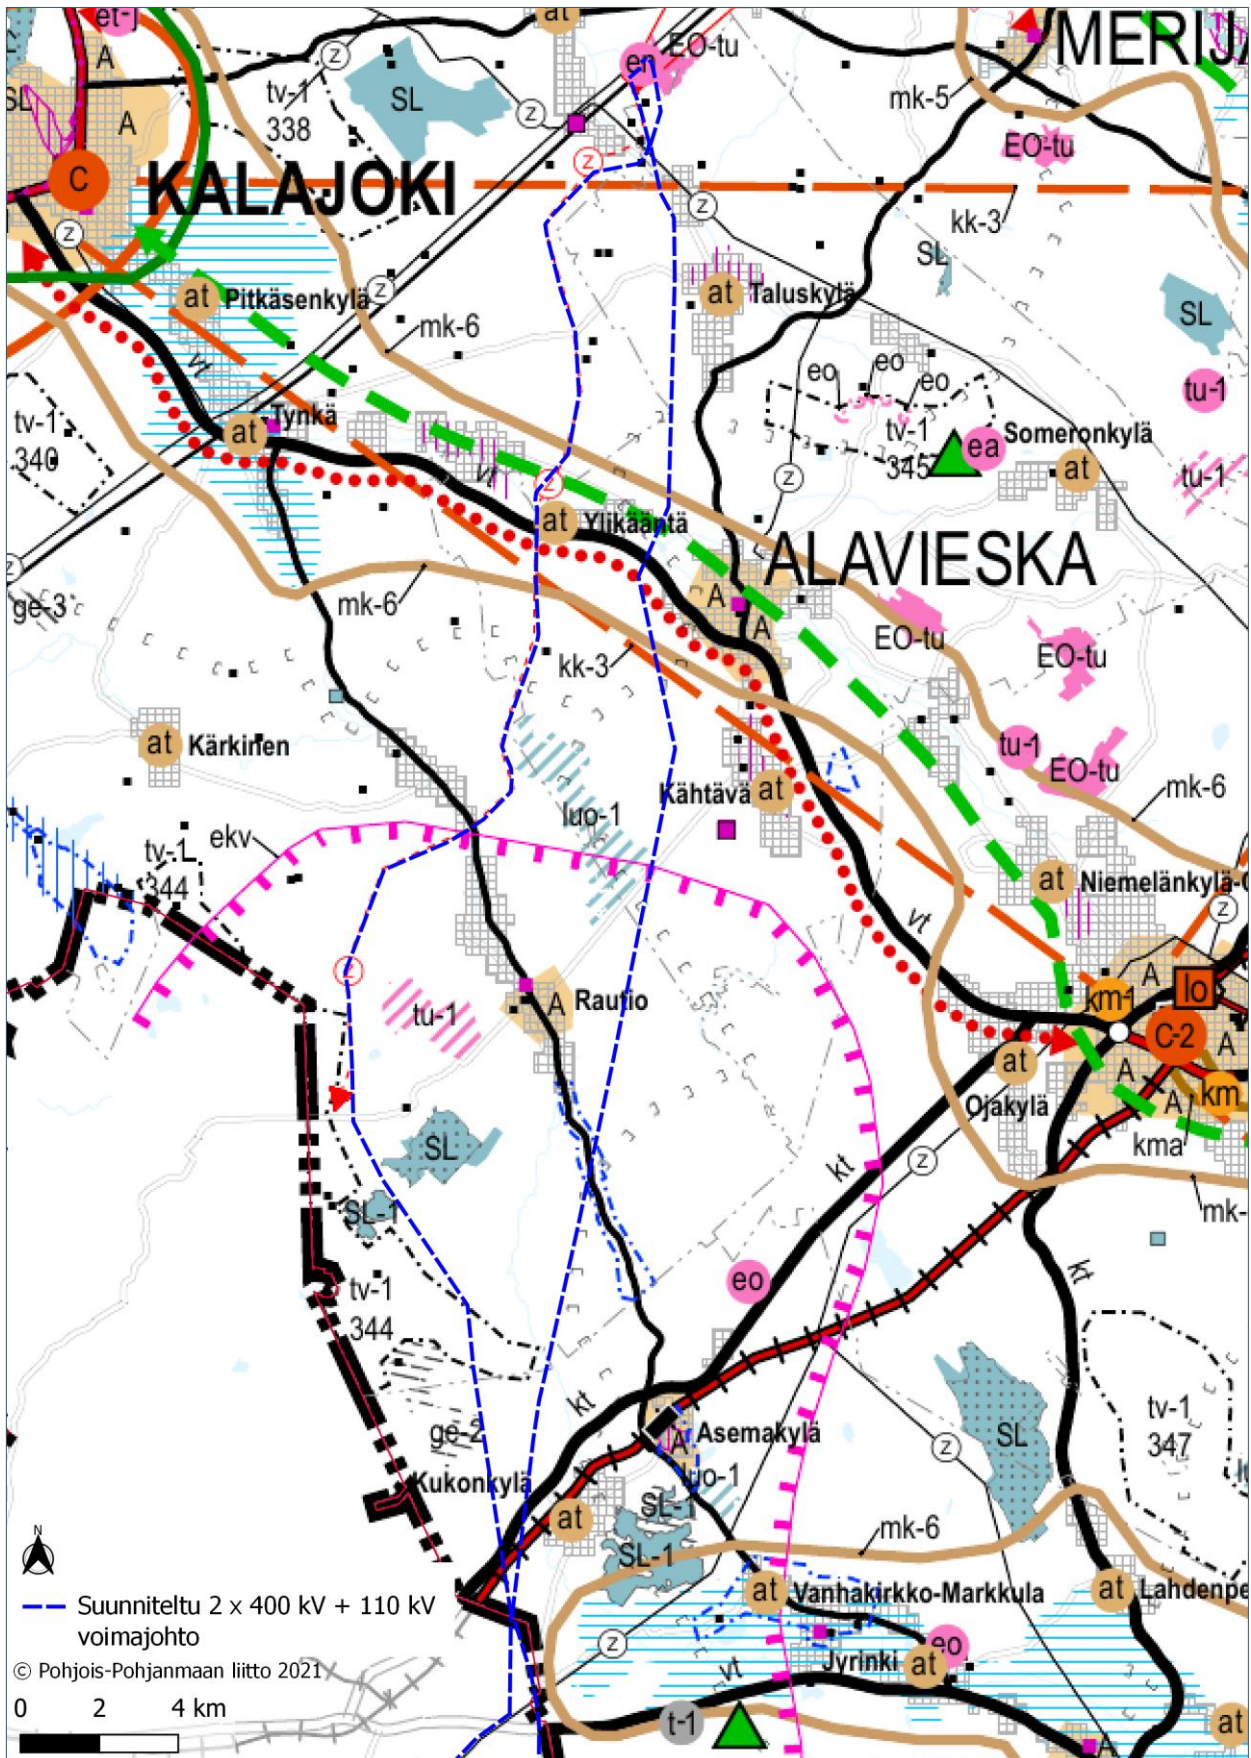 et-j
A
at
en
EO-tu
MERIJ
z
tv-1
338
SL
z
mk-5
SL
A
z
EO-tu
C
KALAJOKI
z
z
kk-3
SL
at
Pitkäsenkylä
z
at
Taluskylä
SL
vt
mk-6
eo
eo
eo
tu-1
tv-1
340
at
Tynkä
vt
z
z
tv-1
345
ea
Someronkylä
at
tu-1
at
Ylikääntä
ALAVIESKA
z
ge-3
mk-6
A
A
EO-tu
EO-tu
kk-3
at
Kärkinen
tu-1
EO-tu
mk-6
luo-1
Kähtävä
at
ekv
tv-1
344
at
Niemelänkylä-
z
vt
z
tu-1
A
Rautio
km-1
A
lo
C-2
A
at
Ojakylä
A
A
km
kma
SL
kt
z
mk-
SL-1
eo
kt
tv-1
344
kt
ge-2
Asemakylä
A
z
SL
tv-1
347
luo-1
Kukonkylä
at
SL-1
SL-1
mk-6
N
at
Vanhakirkko-Markkula
at
Lahdenpe
Suunniteltu 2 x 400 kV + 110 kV
voimajohto
z
eo
Jyrinki
at
© Pohjois-Pohjanmaan liitto 2021
vt
0 2 4 km
t-1
A
at